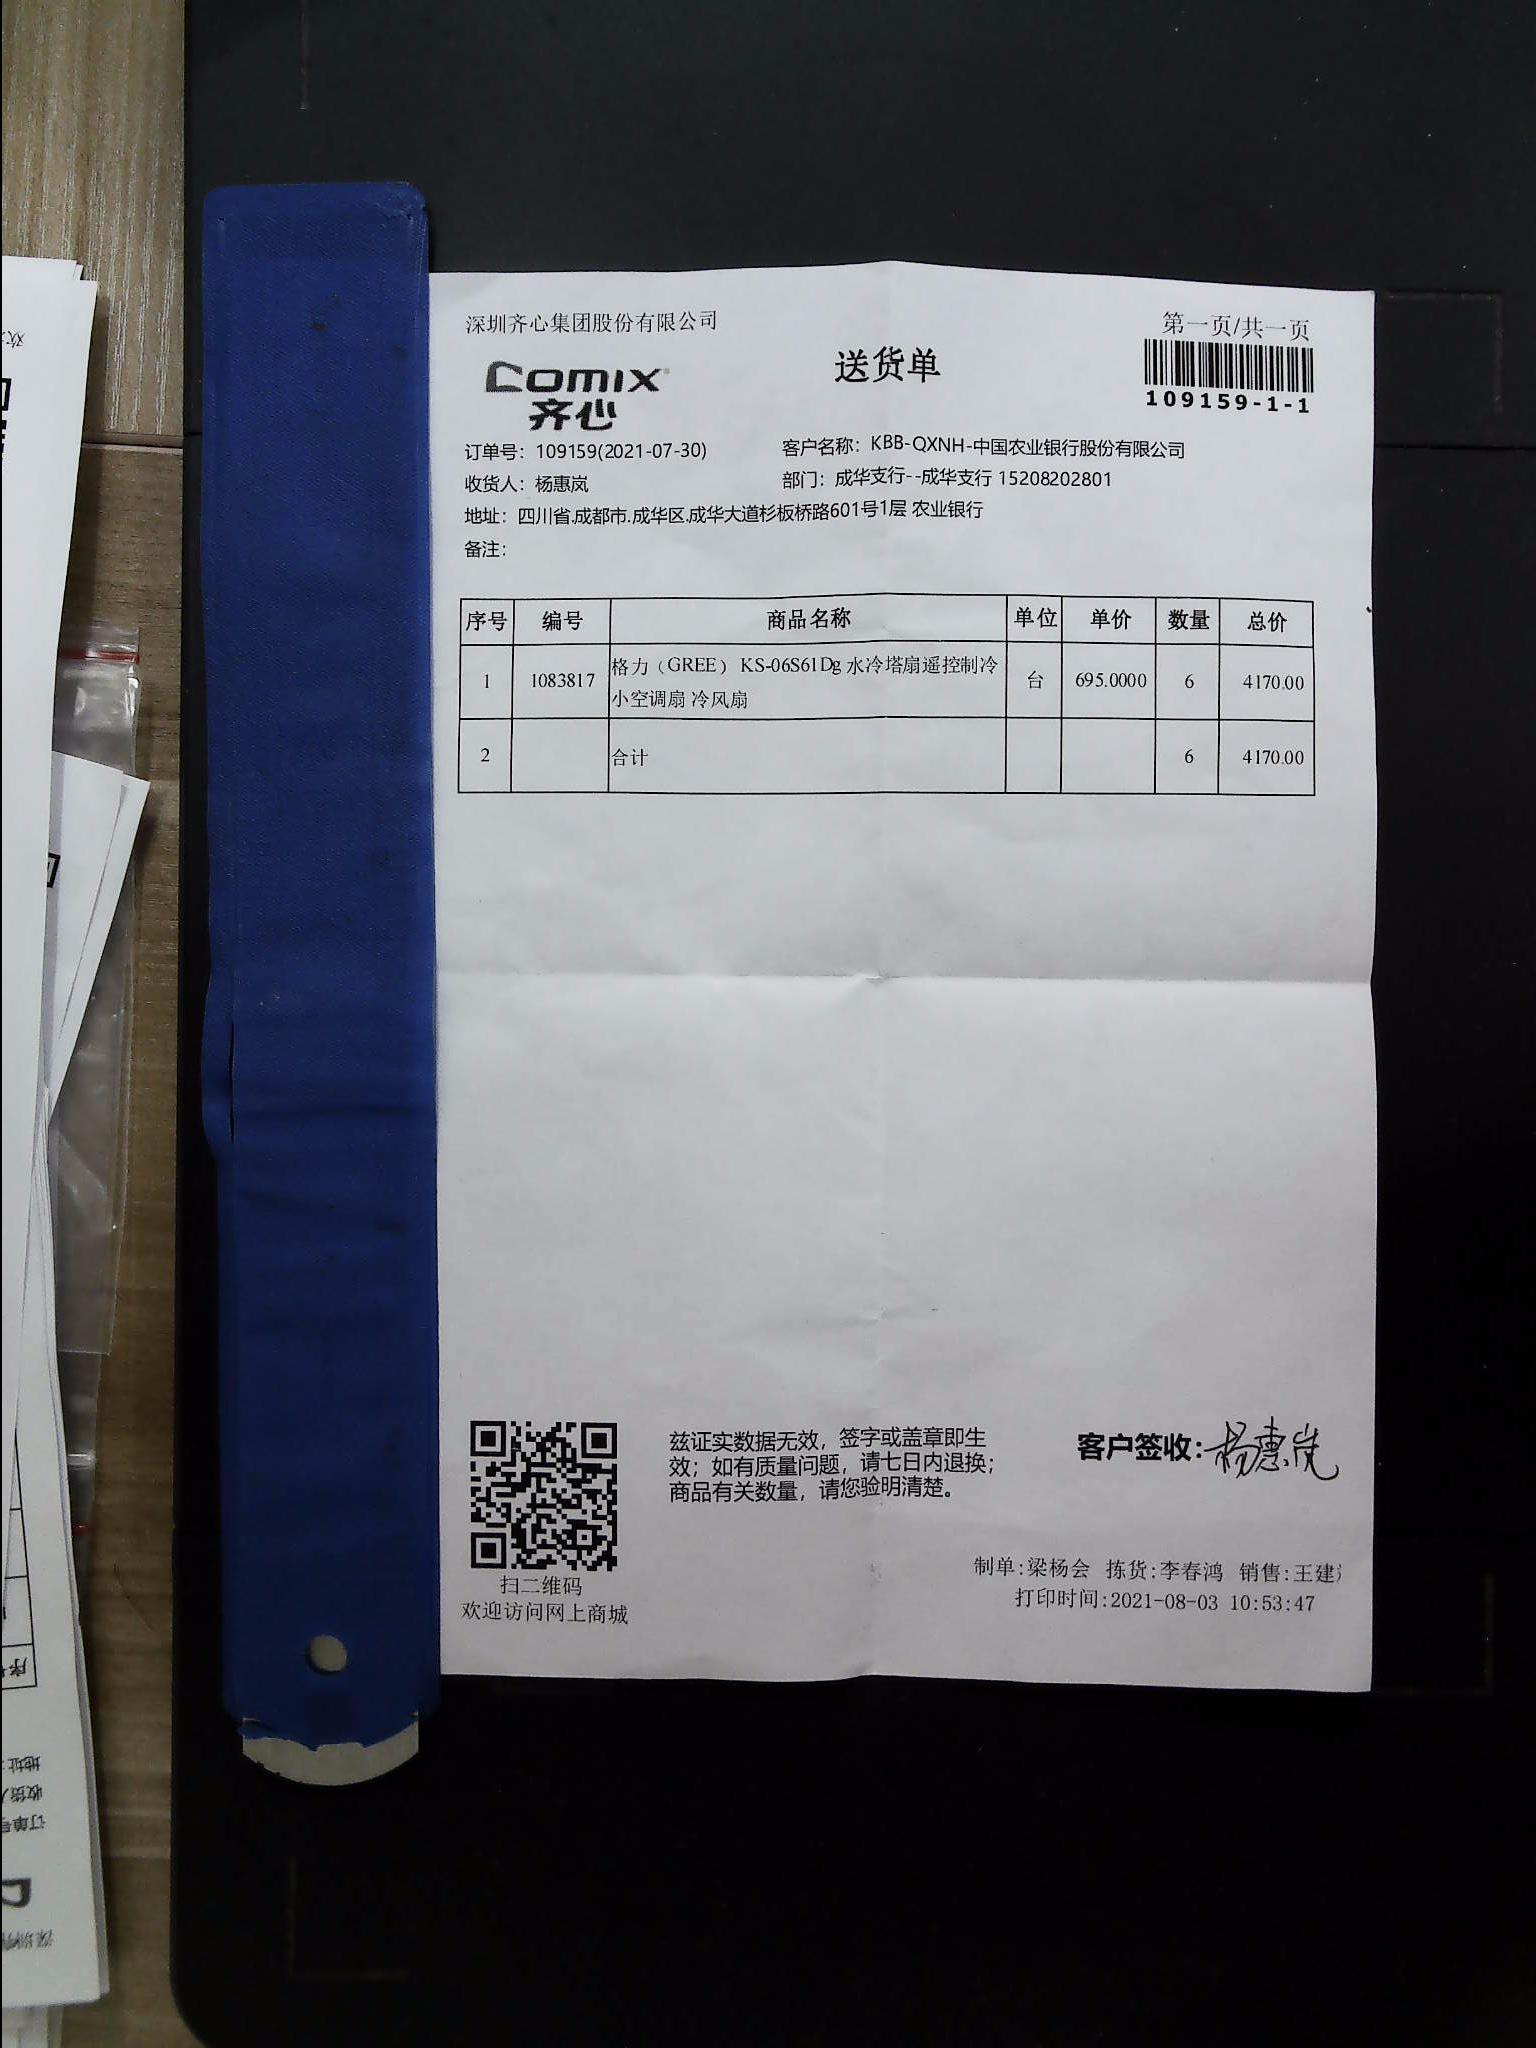 深圳齐心集团股份有限公司
第一页/共一页
comix
齐心
送货单
109159-1-1
订单号：109159(2021-07-30)
客户名称：KBB-QXNH-中国农业银行股份有限公司
收货人：杨惠岚
部门：成华支行--成华支行 15208202801
地址：四川省.成都市.成华区.成华大道杉板桥路601号1层 农业银行
备注：
序号 编号 商品名称 单位 单价 数量 总价
1 1083817 格力（GREE） KS-06S61Dg 水冷塔扇遥控制冷 台 695.0000 6 4170.00
小空调扇 冷风扇
2 合计 6 4170.00
兹证实数据无效，签字或盖章即生
效；如有质量问题，请七日内退换；
商品有关数量，请您验明清楚。
客户签收：杨惠岚
扫二维码
欢迎访问网上商城
制单:梁杨会 拣货:李春鸿 销售:王建
打印时间:2021-08-03 10:53:47
地址：
收货人
订单号